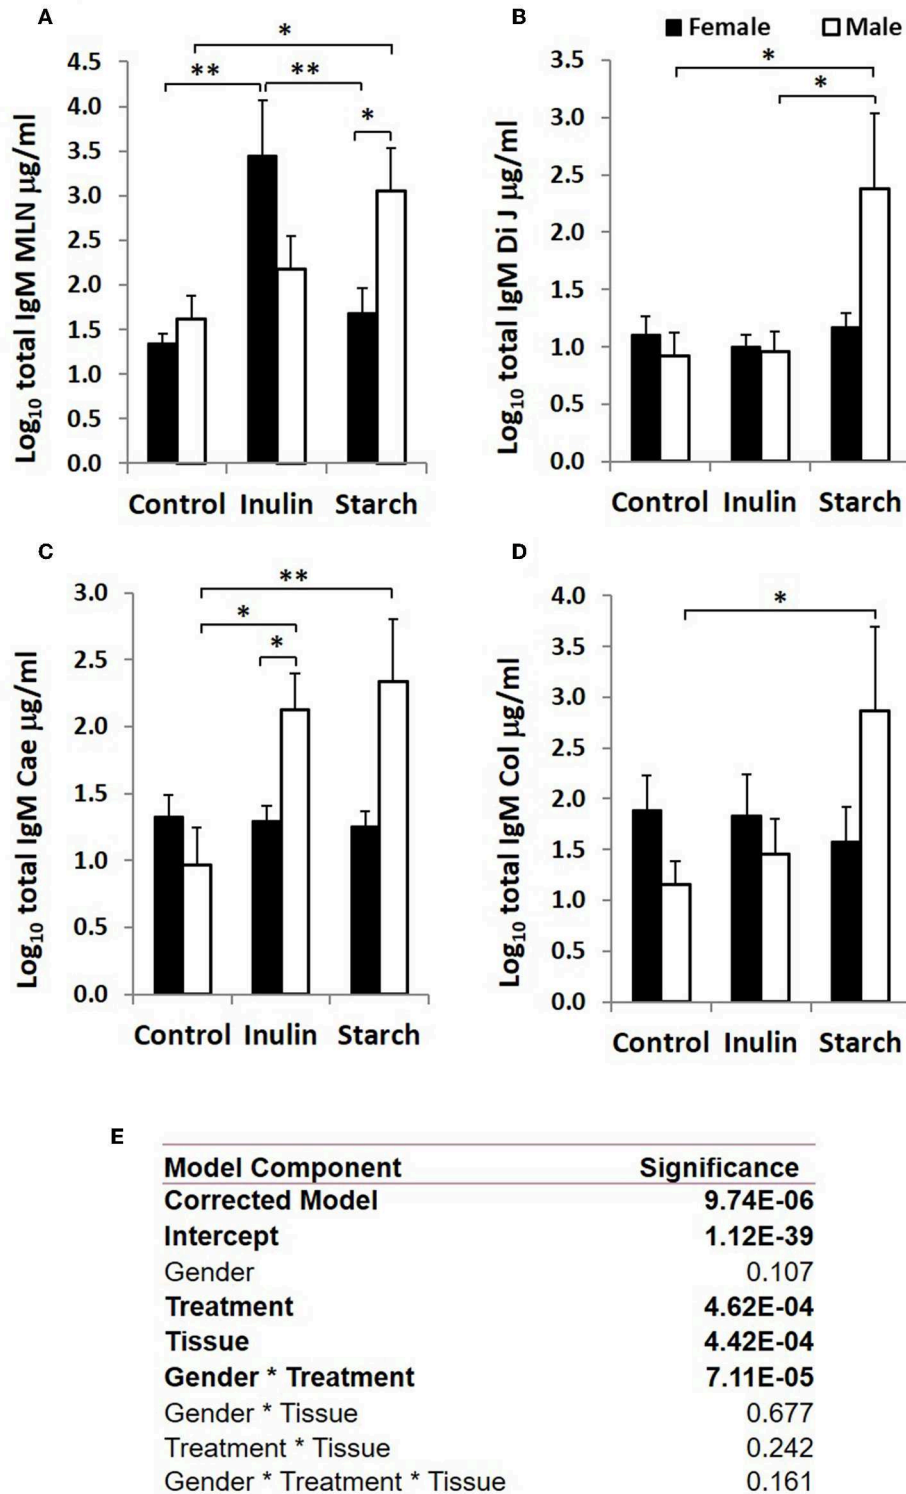 A
Log10 total IgM MLN µg/ml
4.5
4.0
3.5
3.0
2.5
2.0
1.5
1.0
0.5
0.0
*
**
**
*
Control Inulin Starch
B
Female Male
Log10 total IgM Di J µg/ml
3.5
3.0
2.5
2.0
1.5
1.0
0.5
0.0
*
*
Control Inulin Starch
C
Log10 total IgM Cae µg/ml
3.0
2.5
2.0
1.5
1.0
0.5
0.0
**
*
*
Control Inulin Starch
D
Log10 total IgM Col µg/ml
4.0
3.5
3.0
2.5
2.0
1.5
1.0
0.5
0.0
*
Control Inulin Starch
E
Model Component Significance
Corrected Model 9.74E-06
Intercept 1.12E-39
Gender 0.107
Treatment 4.62E-04
Tissue 4.42E-04
Gender * Treatment 7.11E-05
Gender * Tissue 0.677
Treatment * Tissue 0.242
Gender * Treatment * Tissue 0.161